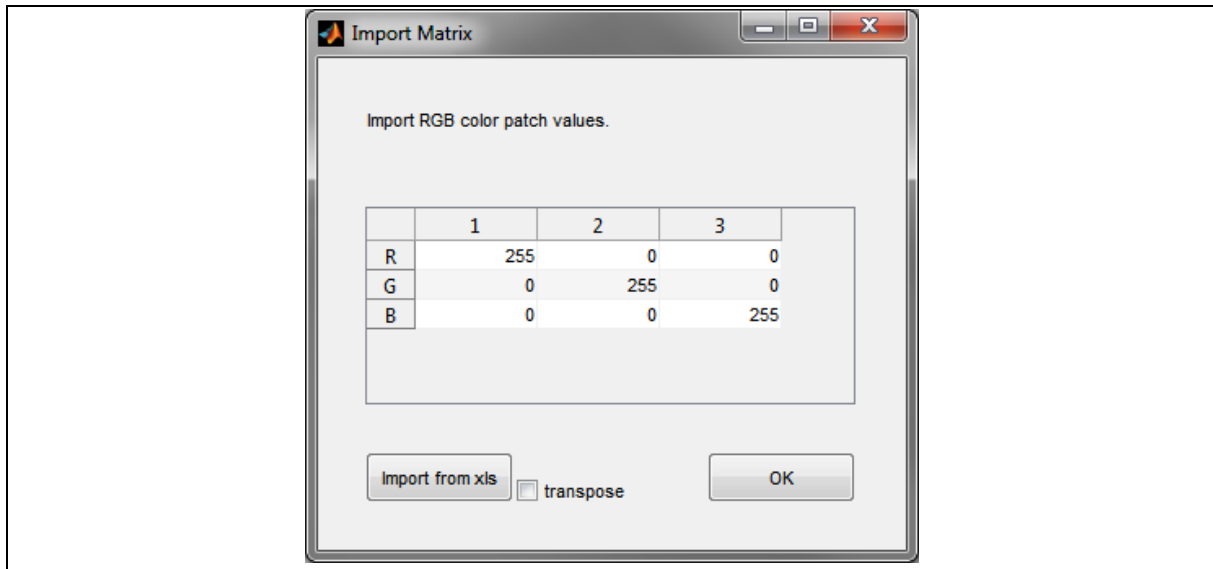 Import Matrix
Import RGB color patch values.
1 2 3
R 255 0 0
G 0 255 0
B 0 0 255
Import from xls transpose OK